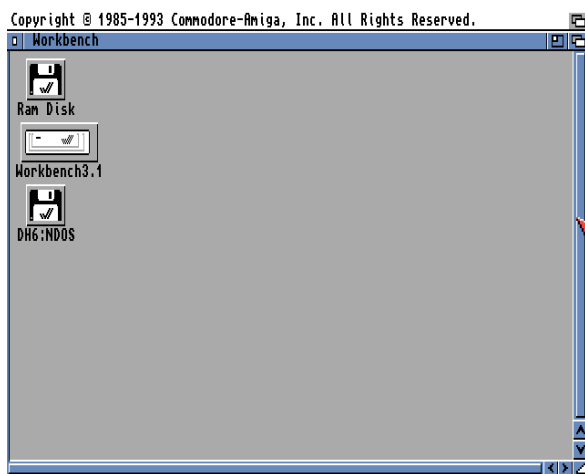 Copyright © 1985-1993 Commodore-Amiga, Inc. All Rights Reserved.
Workbench
Ram Disk
Workbench3.1
DH6:NDOS